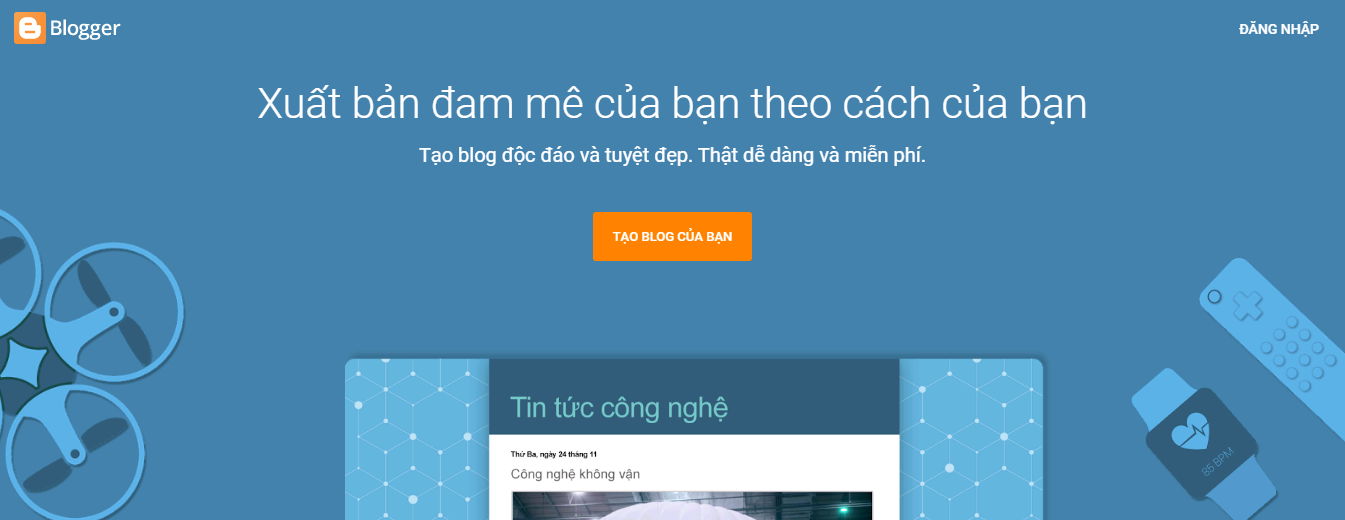 Blogger
ĐĂNG NHẬP
Xuất bản đam mê của bạn theo cách của bạn
Tạo blog độc đáo và tuyệt đẹp. Thật dễ dàng và miễn phí.
TẠO BLOG CỦA BẠN
Tin tức công nghệ
Thứ Ba, ngày 24 tháng 11
Công nghệ không vận
85 BPM